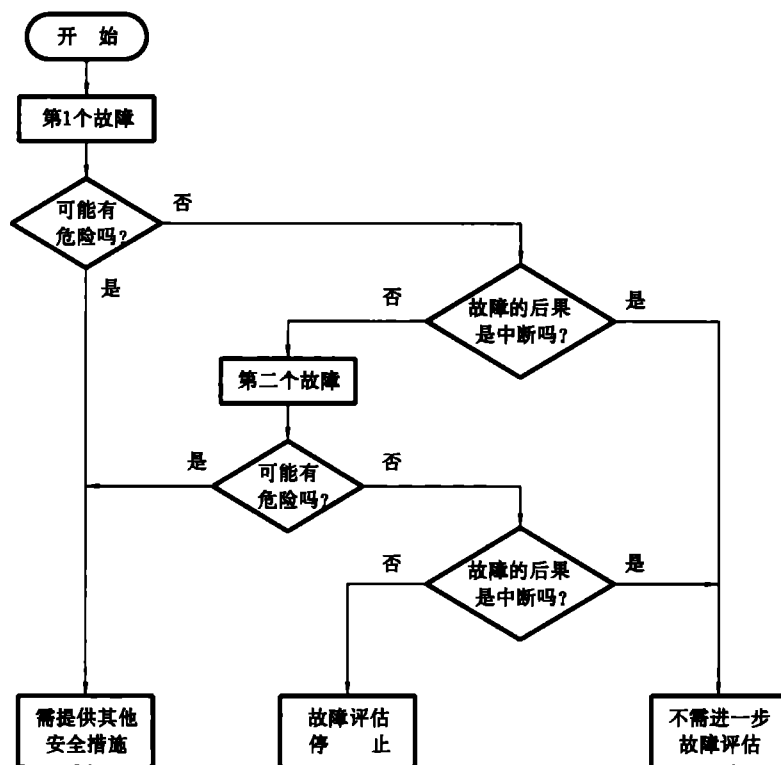 开 始
第1个故障
可能有
危险吗?
否
是
故障的后果
是中断吗?
否
是
第二个故障
可能有
危险吗?
是
否
故障的后果
是中断吗?
否
是
需提供其他
安全措施
故障评估
停 止
不需进一步
故障评估